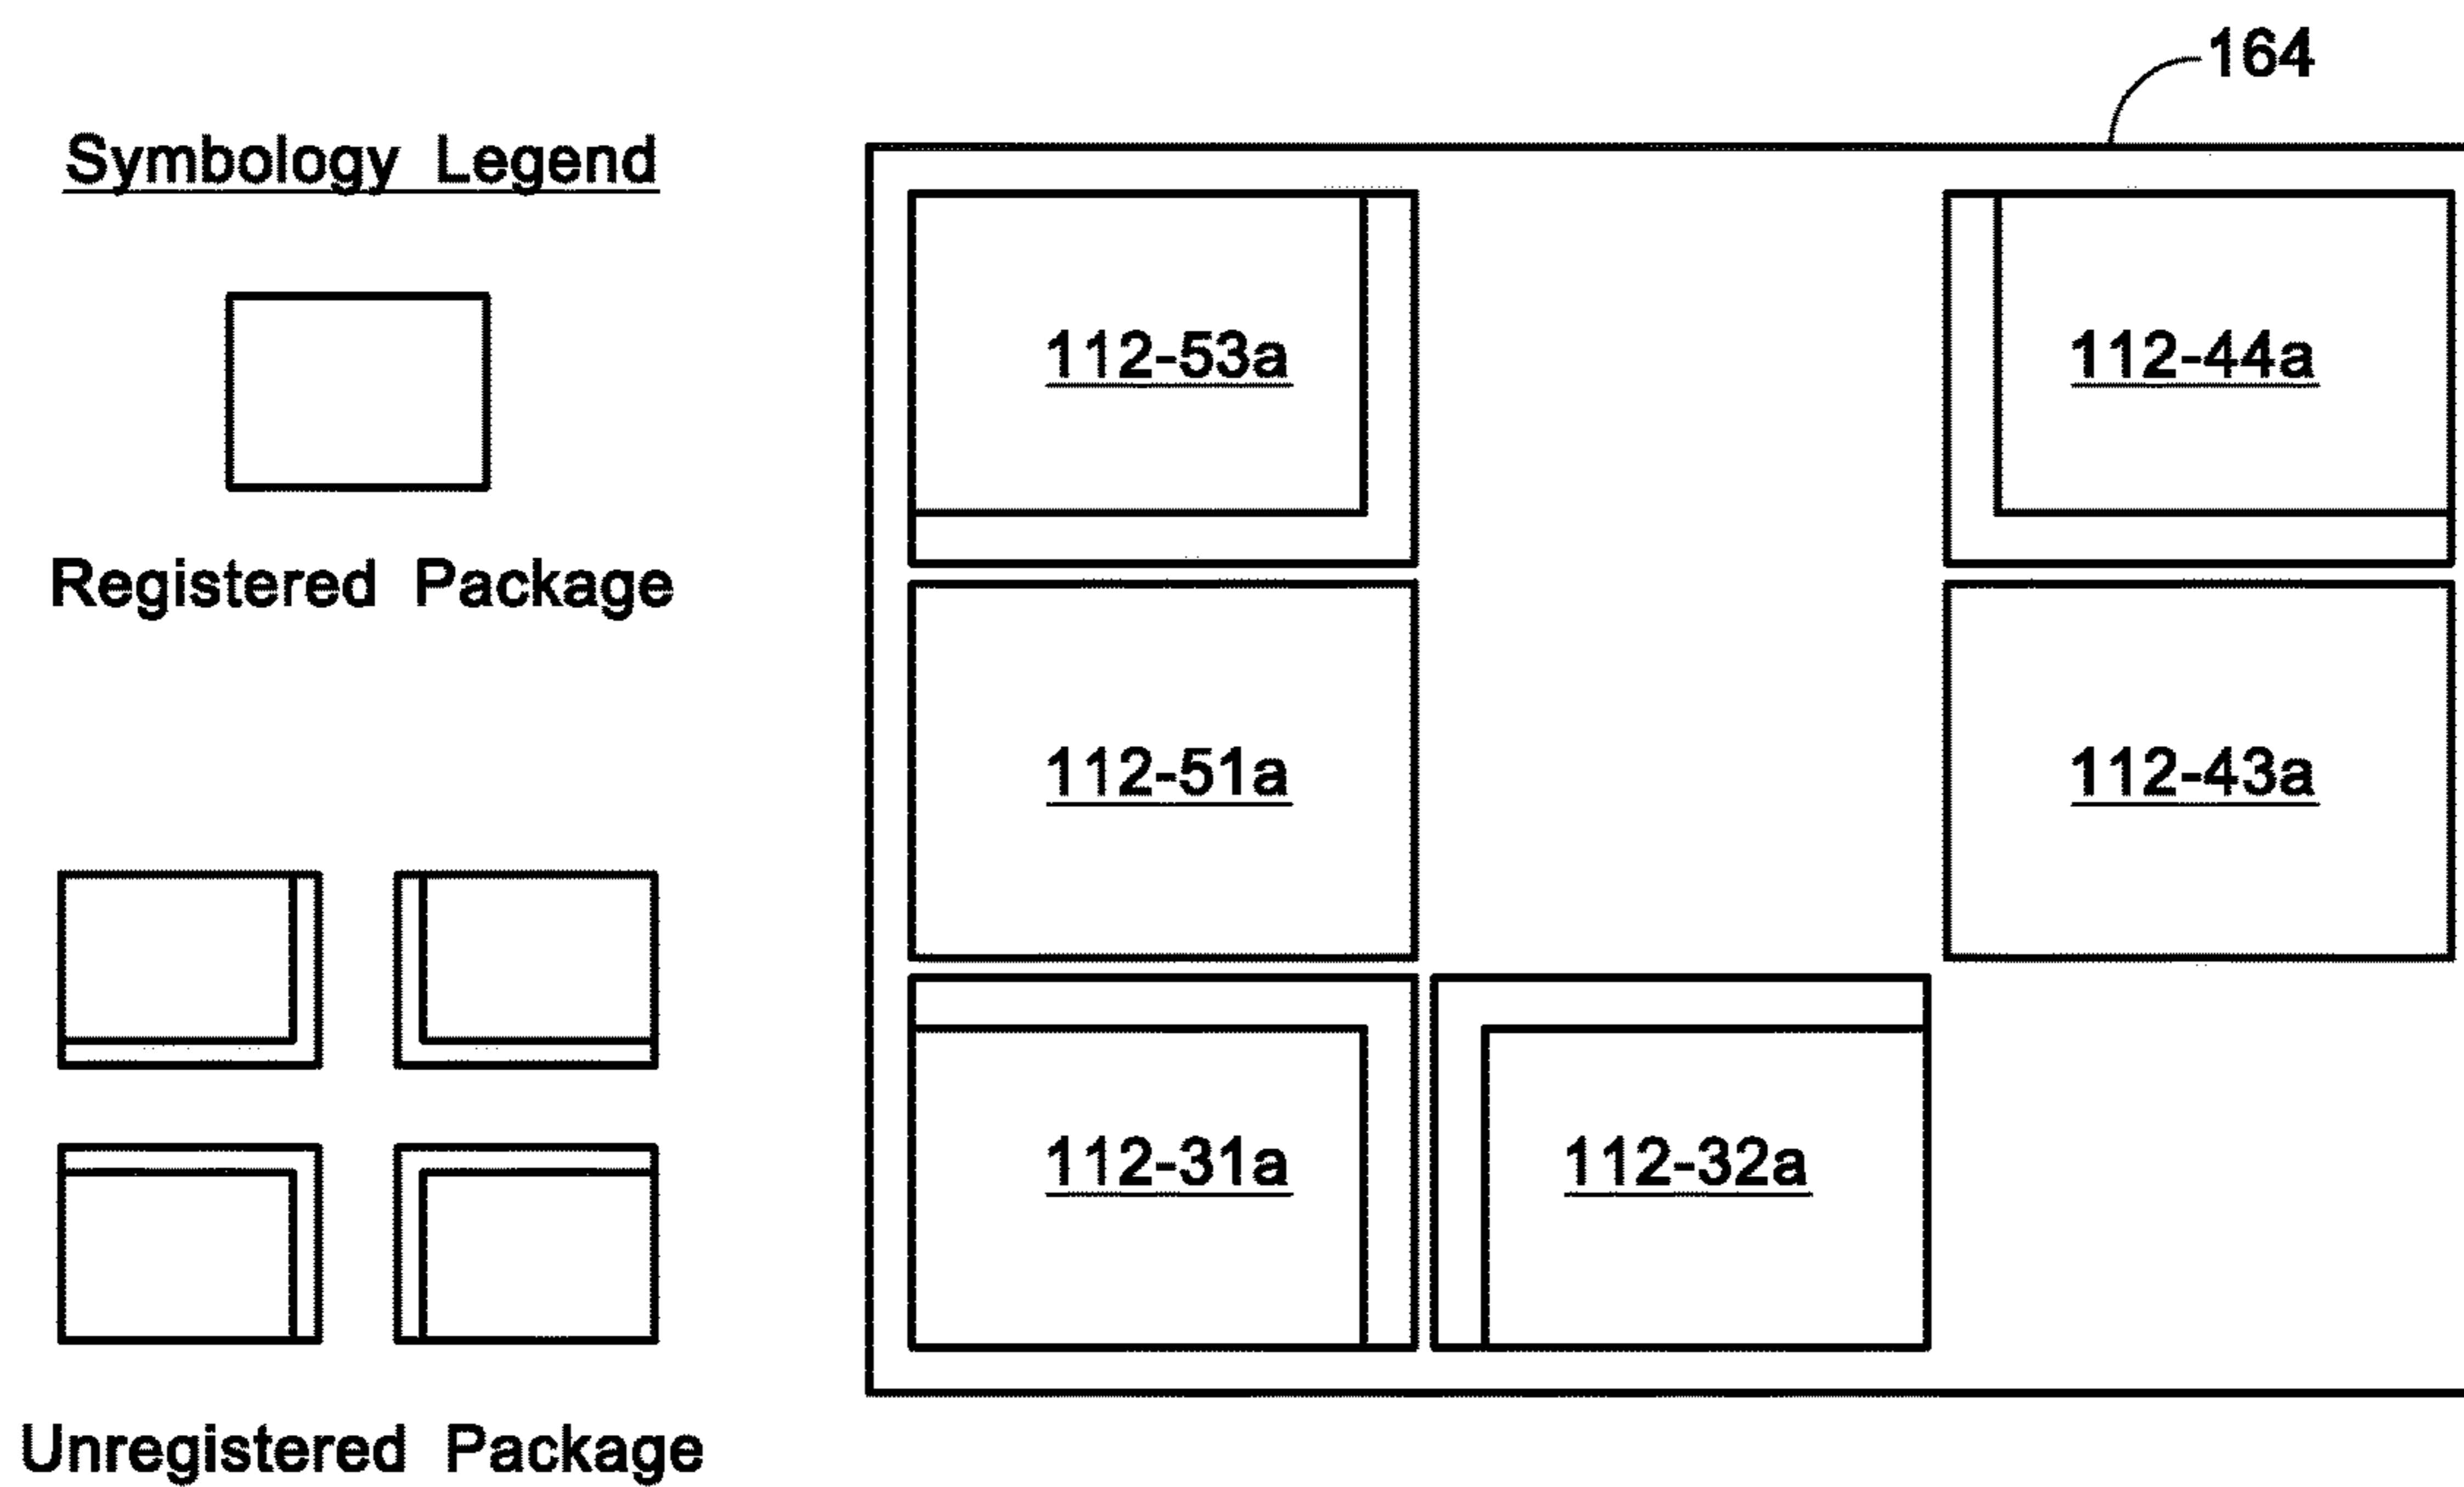 164
Symbology Legend
112-53a
112-44a
Registered Package
112-51a
112-43a
112-31a
112-32a
Unregistered Package